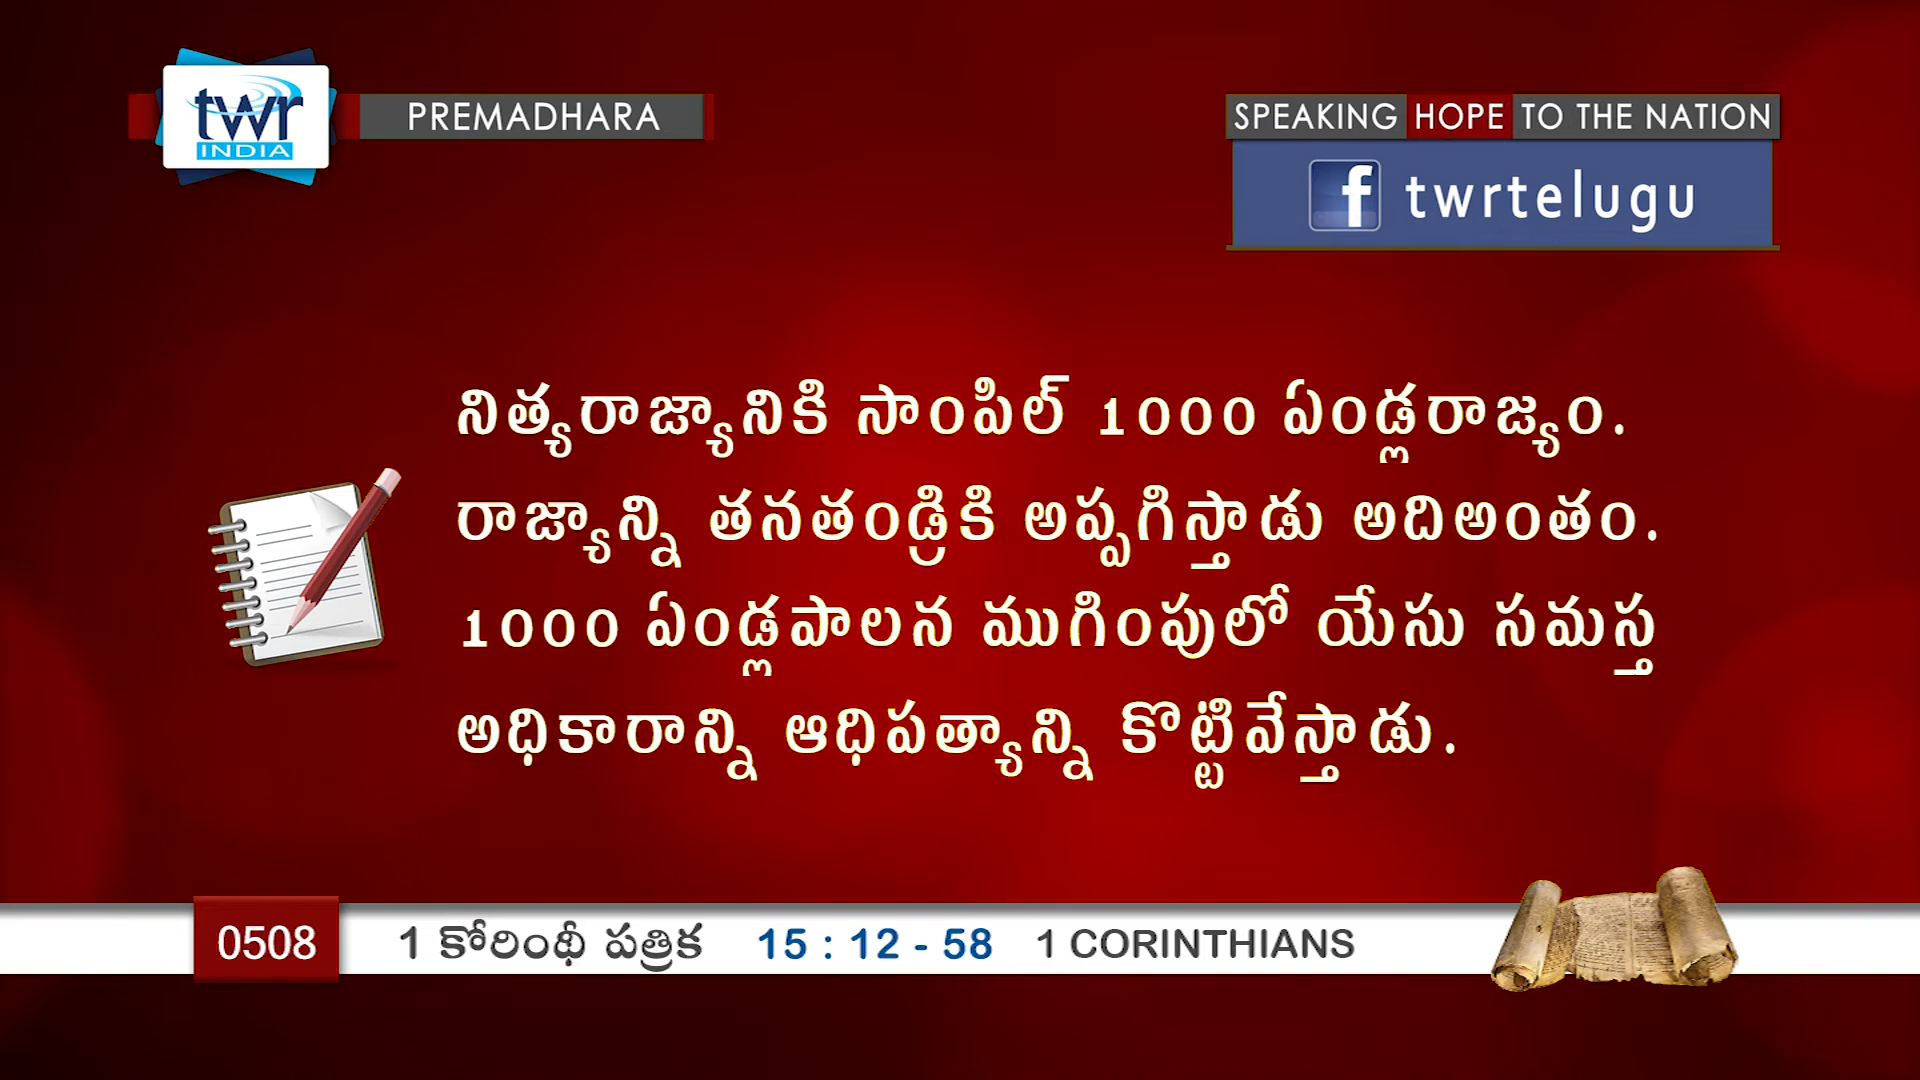 twr
INDIA
PREMADHARA
SPEAKING HOPE TO THE NATION
f twrtelugu
నిత్యరాజ్యానికి సాంపిల్ 1000 ఏండ్లరాజ్యం.
రాజ్యాన్ని తనతండ్రికి అప్పగిస్తాడు అదిఅంతం.
1000 ఏండ్లపాలన ముగింపులో యేసు సమస్త
అధికారాన్ని ఆధిపత్యాన్ని కొట్టివేస్తాడు.
0508 1 కోరింథీ పత్రిక 15 : 12 - 58 1 CORINTHIANS